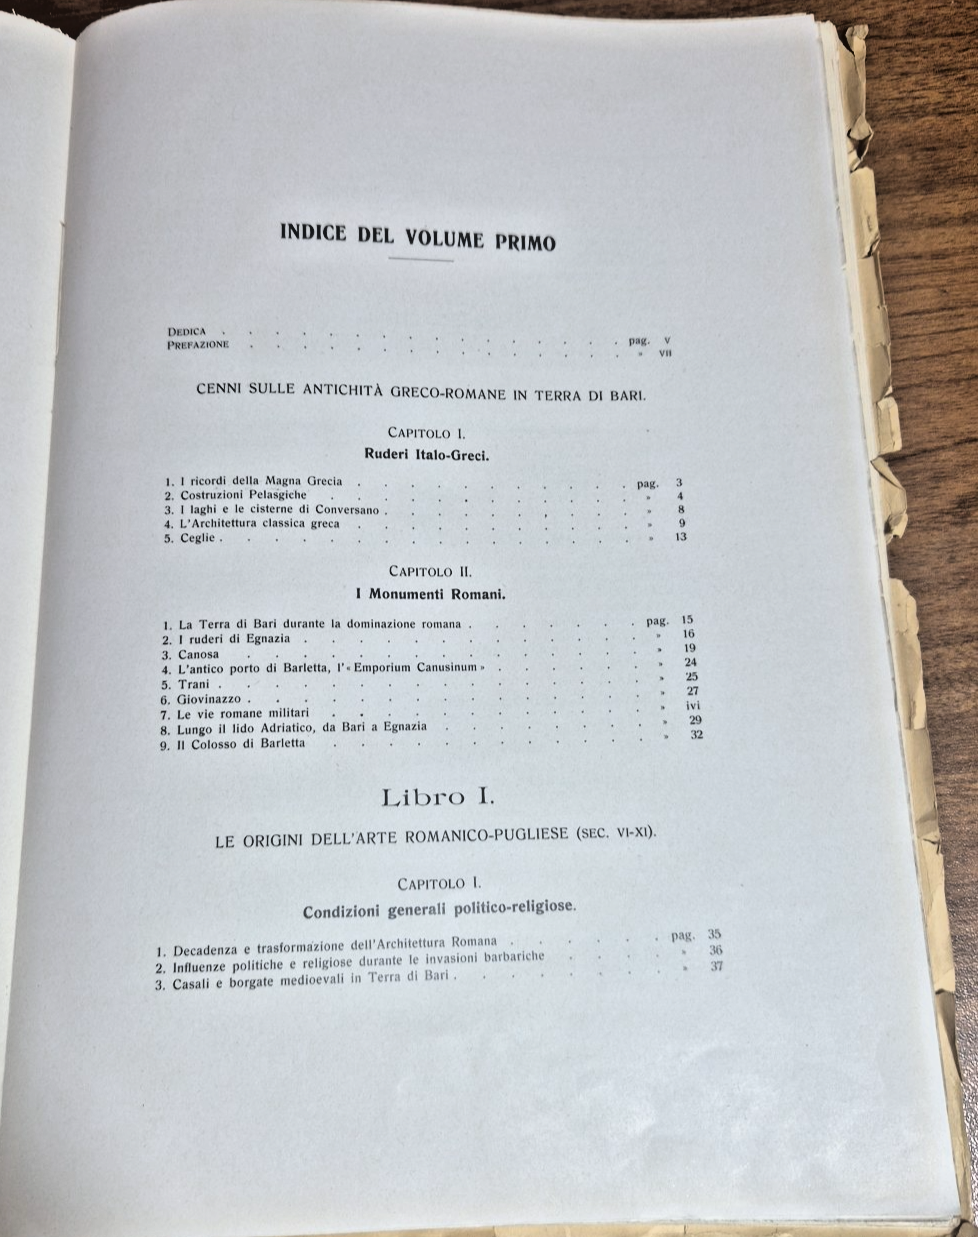 INDICE DEL VOLUME PRIMO
DEDICA . . . . . . . . . . . . . . . pag. V
PREFAZIONE . . . . . . . . . . . . . . » VII
CENNI SULLE ANTICHITÀ GRECO-ROMANE IN TERRA DI BARI.
CAPITOLO I.
Ruderi Italo-Greci.
1. I ricordi della Magna Grecia . . . . . . . . . . . pag. 3
2. Costruzioni Pelasgiche . . . . . . . . . . . . » 4
3. I laghi e le cisterne di Conversano . . . . . . . . . . » 8
4. L'Architettura classica greca . . . . . . . . . . . » 9
5. Ceglie . . . . . . . . . . . . . . . . » 13
CAPITOLO II.
I Monumenti Romani.
1. La Terra di Bari durante la dominazione romana . . . . . . . pag. 15
2. I ruderi di Egnazia . . . . . . . . . . . . . » 16
3. Canosa . . . . . . . . . . . . . . . » 19
4. L'antico porto di Barletta, l'« Emporium Canusinum » . . . . . . » 24
5. Trani . . . . . . . . . . . . . . . . » 25
6. Giovinazzo . . . . . . . . . . . . . . . » 27
7. Le vie romane militari . . . . . . . . . . . . » ivi
8. Lungo il lido Adriatico, da Bari a Egnazia . . . . . . . . » 29
9. Il Colosso di Barletta . . . . . . . . . . . . » 32
Libro I.
LE ORIGINI DELL'ARTE ROMANICO-PUGLIESE (SEC. VI-XI).
CAPITOLO I.
Condizioni generali politico-religiose.
1. Decadenza e trasformazione dell'Architettura Romana . . . . . . pag. 35
2. Influenze politiche e religiose durante le invasioni barbariche . . . . » 36
3. Casali e borgate medioevali in Terra di Bari . . . . . . . . » 37